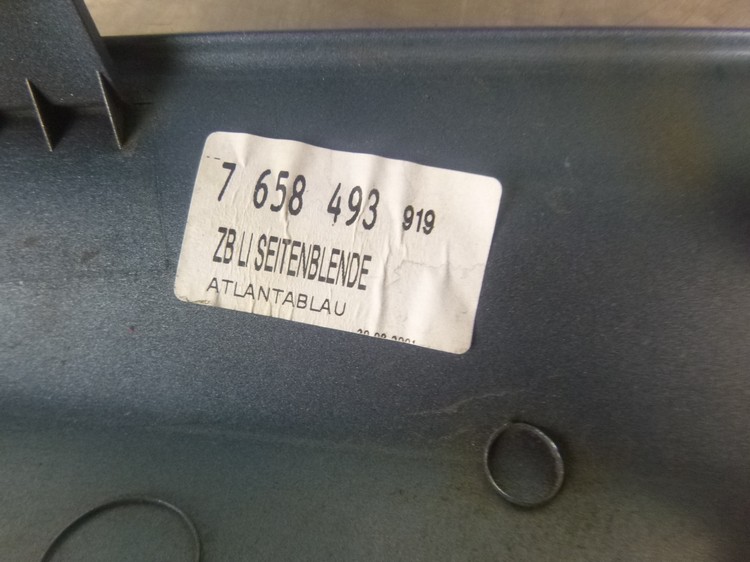 7 658 493 919
ZB LI SEITENBLENDE
ATLANTABLAU